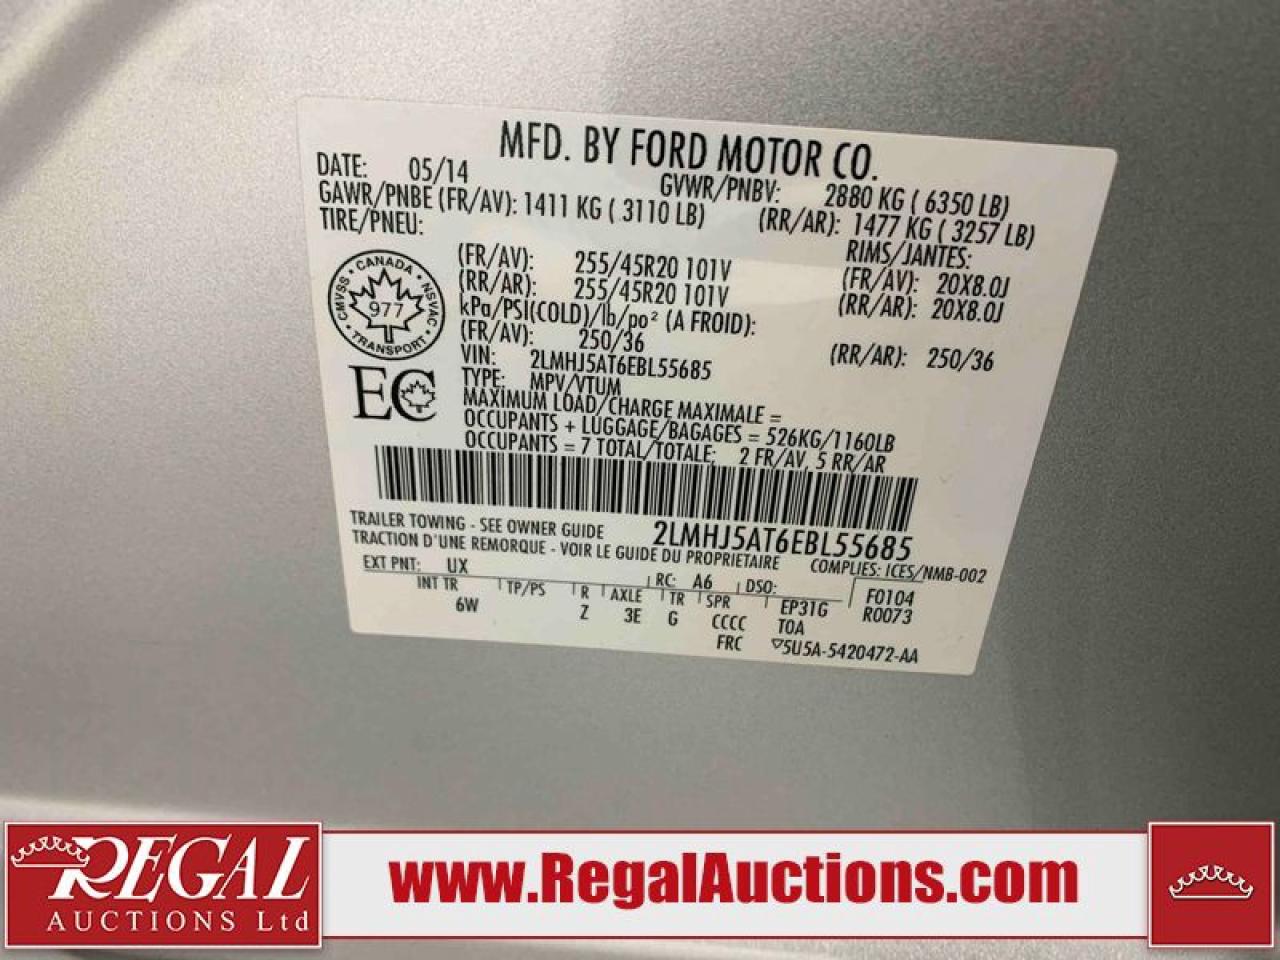 MFD. BY FORD MOTOR CO.
DATE: 05/14 GVWR/PNBV: 2880 KG ( 6350 LB)
GAWR/PNBE (FR/AV): 1411 KG ( 3110 LB) (RR/AR): 1477 KG ( 3257 LB)
TIRE/PNEU: RIMS/JANTES:
(FR/AV): 255/45R20 101V (FR/AV): 20X8.0J
(RR/AR): 255/45R20 101V (RR/AR): 20X8.0J
kPa/PSI(COLD)/lb/po² (A FROID):
(FR/AV): 250/36 (RR/AR): 250/36
VIN: 2LMHJ5AT6EBL55685
TYPE: MPV/VTUM
MAXIMUM LOAD/CHARGE MAXIMALE =
OCCUPANTS + LUGGAGE/BAGAGES = 526KG/1160LB
OCCUPANTS = 7 TOTAL/TOTALE: 2 FR/AV, 5 RR/AR
CMVSS · CANADA · NSVAC · TRANSPORT ·
977
EC
TRAILER TOWING - SEE OWNER GUIDE 2LMHJ5AT6EBL55685
TRACTION D'UNE REMORQUE - VOIR LE GUIDE DU PROPRIETAIRE COMPLIES: ICES/NMB-002
EXT PNT: UX RC: A6 DSO: F0104
INT TR TP/PS R AXLE TR SPR EP31G R0073
6W Z 3E G CCCC TOA
FRC ▽5U5A-5420472-AA
REGAL
AUCTIONS Ltd
www.RegalAuctions.com